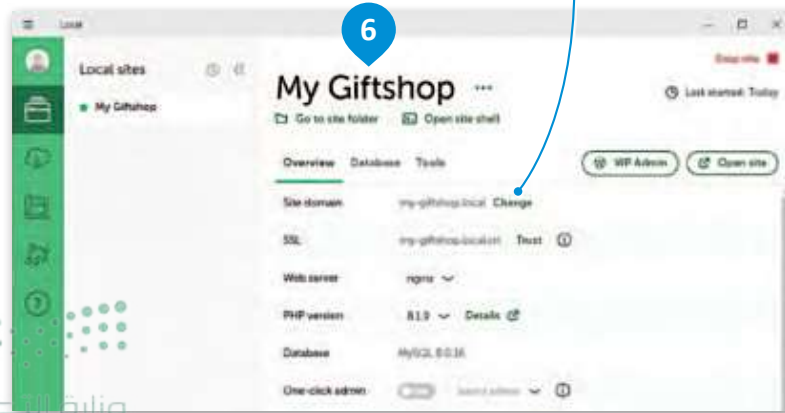 Local
6
Local sites
My Giftshop
My Giftshop ...
Stop site
Last started: Today
Go to site folder Open site shell
Overview Database Tools
WP Admin Open site
Site domain my-giftshop.local Change
SSL my-giftshop.local.crt Trust
Web server nginx
PHP version 8.1.9 Details
Database MySQL 8.0.16
One-click admin
وزارة التع